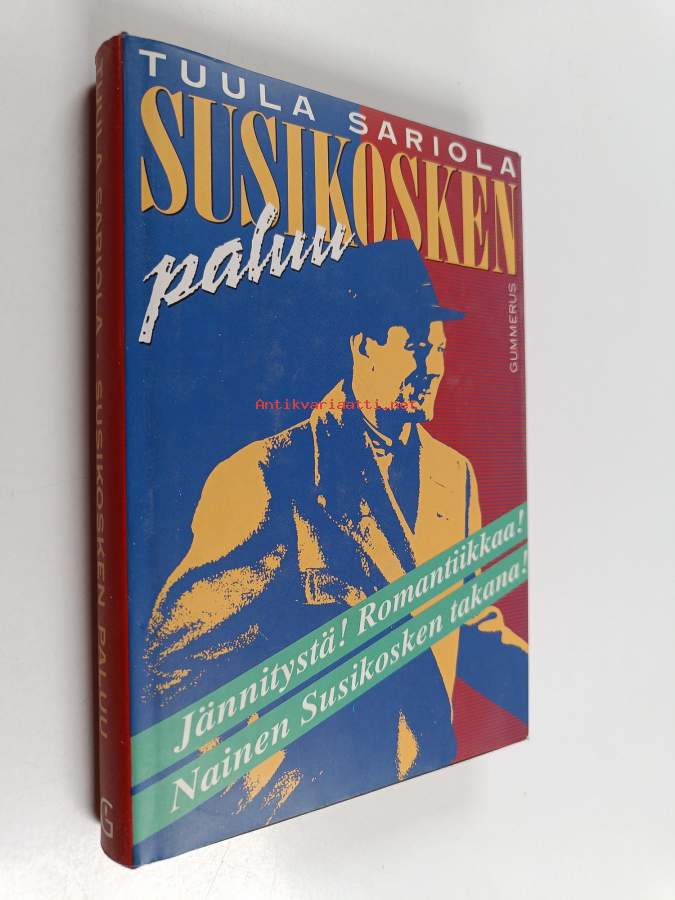 TUULA SARIOLA
SUSIKOSKEN
paluu
GUMMERUS
Antikvariaatti.net
Jännitystä! Romantiikkaa!
Nainen Susikosken takana!
TUULA SARIOLA · SUSIKOSKEN PALUU
G